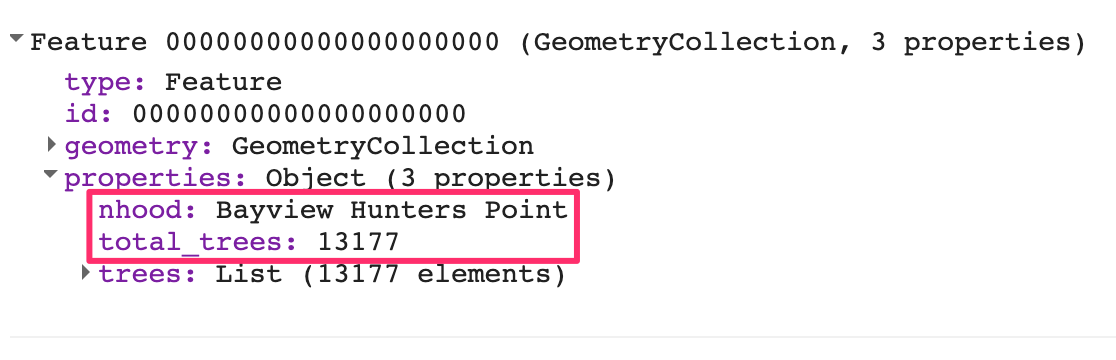 Feature 00000000000000000000 (GeometryCollection, 3 properties)
type: Feature
id: 00000000000000000000
geometry: GeometryCollection
properties: Object (3 properties)
nhood: Bayview Hunters Point
total_trees: 13177
trees: List (13177 elements)